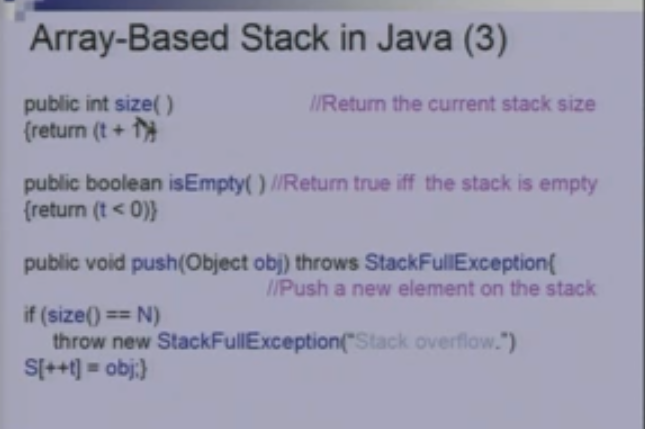 Array-Based Stack in Java (3)
public int size( ) //Return the current stack size
{return (t + 1)}
public boolean isEmpty( ) //Return true iff the stack is empty
{return (t < 0)}
public void push(Object obj) throws StackFullException{
//Push a new element on the stack
if (size() == N)
throw new StackFullException("Stack overflow.")
S[++t] = obj;}